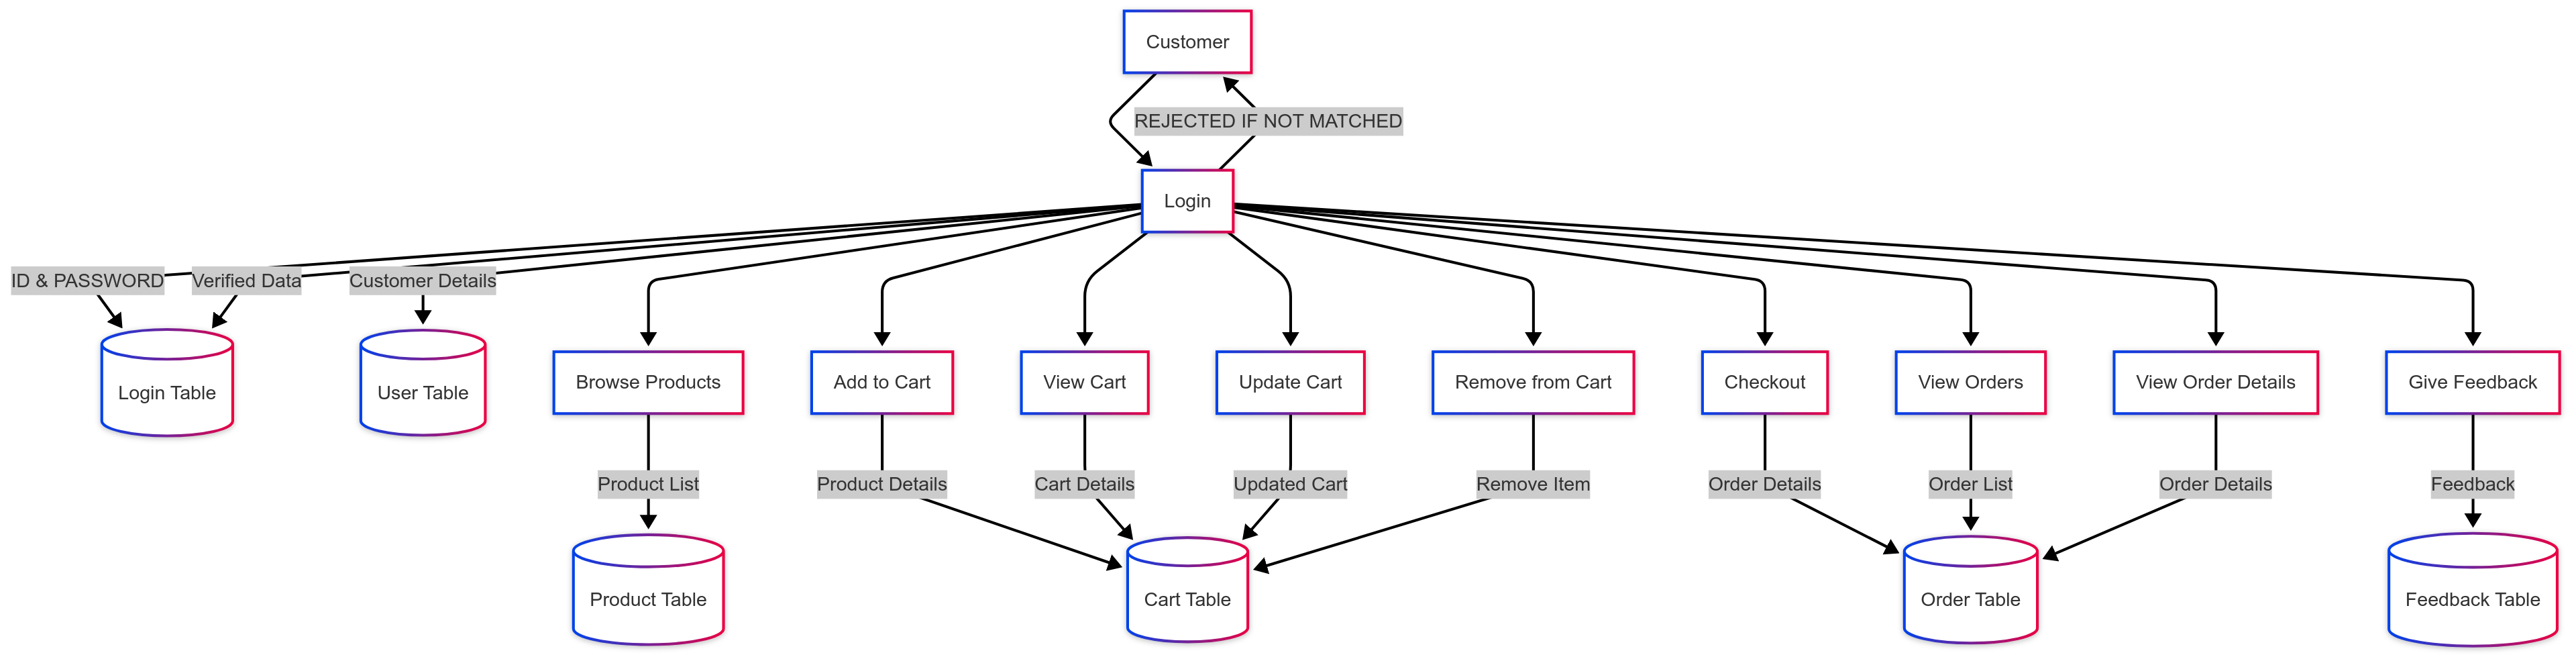 Customer
REJECTED IF NOT MATCHED
Login
ID & PASSWORD
Verified Data
Customer Details
Login Table
User Table
Browse Products
Add to Cart
View Cart
Update Cart
Remove from Cart
Checkout
View Orders
View Order Details
Give Feedback
Product List
Product Details
Cart Details
Updated Cart
Remove Item
Order Details
Order List
Order Details
Feedback
Product Table
Cart Table
Order Table
Feedback Table